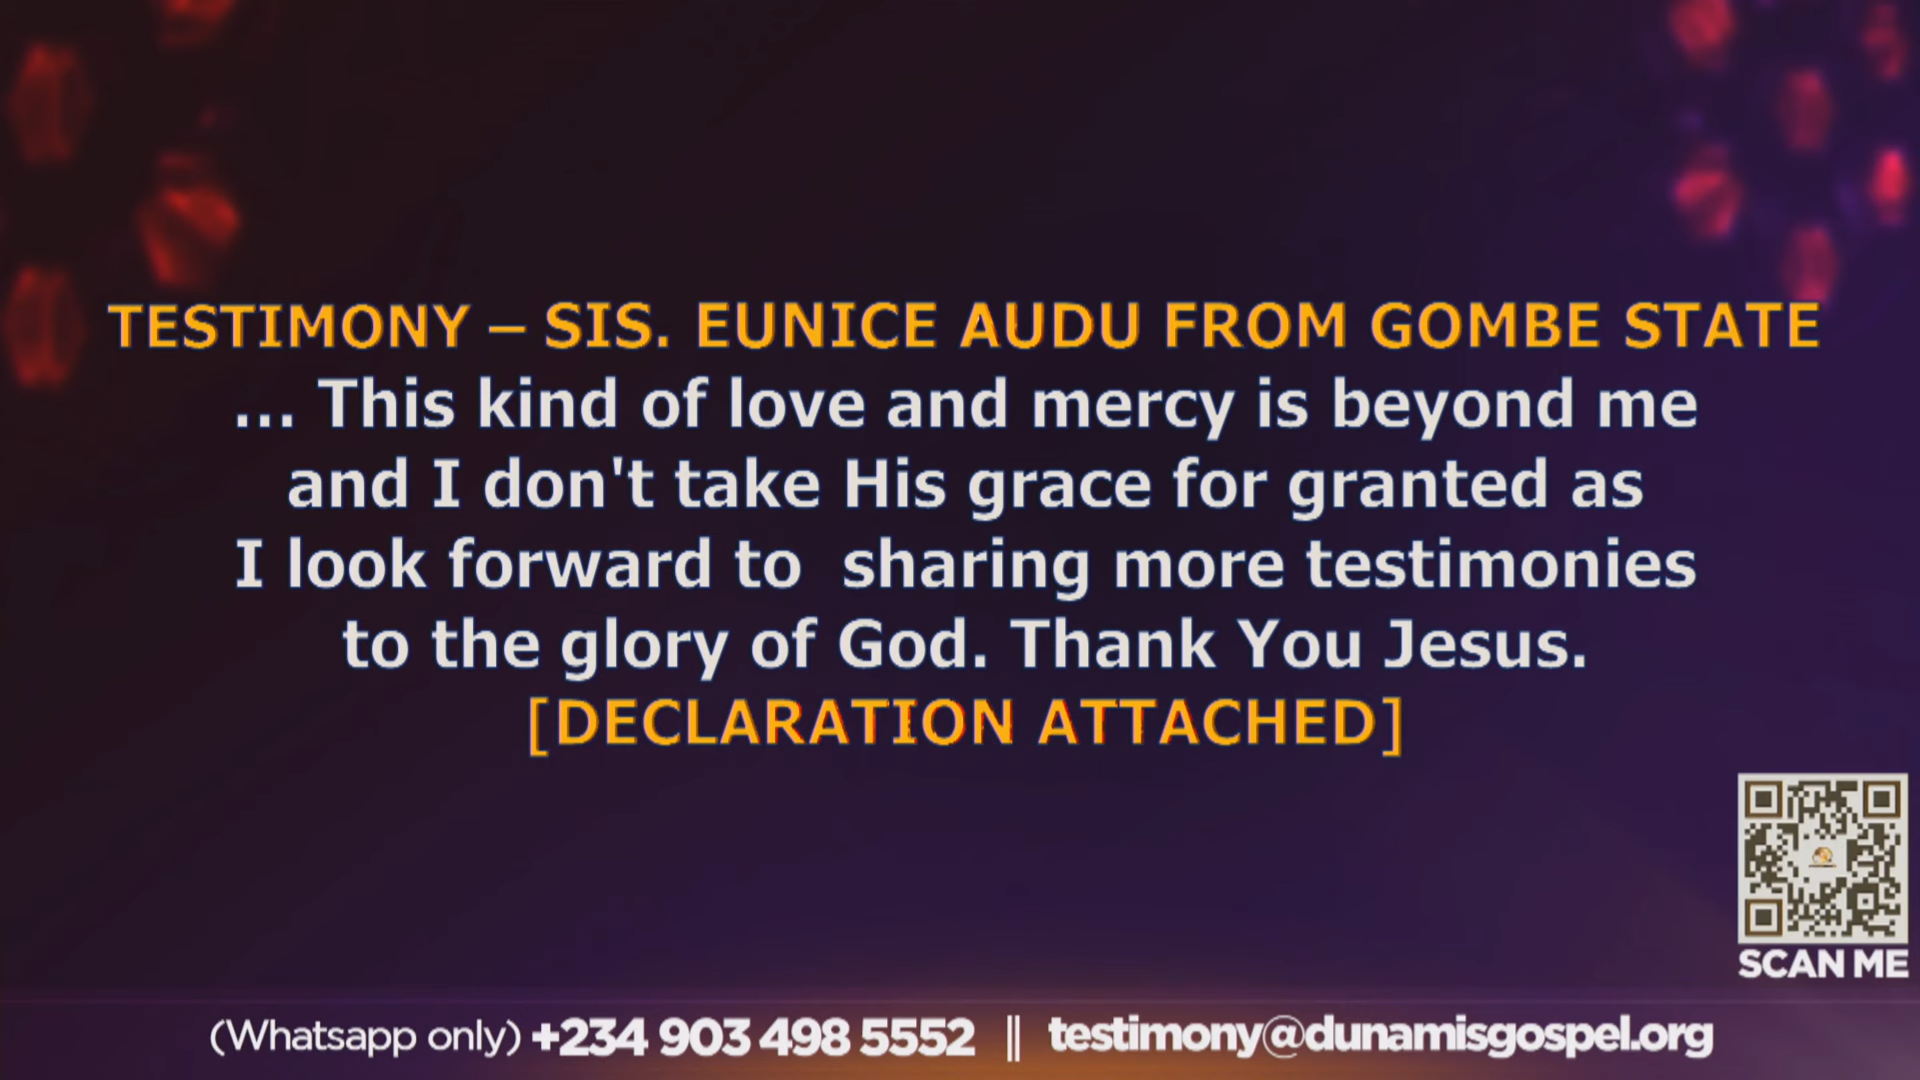 TESTIMONY – SIS. EUNICE AUDU FROM GOMBE STATE
... This kind of love and mercy is beyond me
and I don't take His grace for granted as
I look forward to  sharing more testimonies
to the glory of God. Thank You Jesus.
[DECLARATION ATTACHED]
SCAN ME
(Whatsapp only) +234 903 498 5552 || testimony@dunamisgospel.org